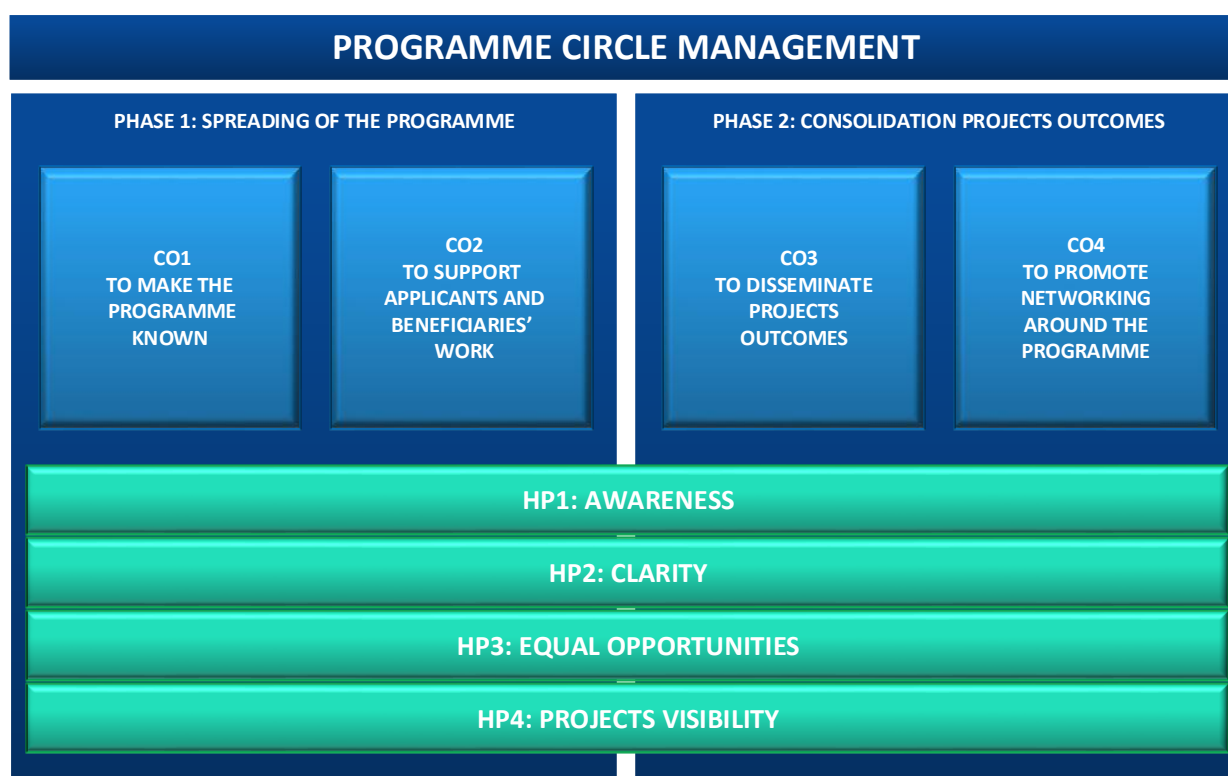 PROGRAMME CIRCLE MANAGEMENT
PHASE 1: SPREADING OF THE PROGRAMME
CO1
TO MAKE THE
PROGRAMME
KNOWN
CO2
TO SUPPORT
APPLICANTS AND
BENEFICIARIES’
WORK
PHASE 2: CONSOLIDATION PROJECTS OUTCOMES
CO3
TO DISSEMINATE
PROJECTS
OUTCOMES
CO4
TO PROMOTE
NETWORKING
AROUND THE
PROGRAMME
HP1: AWARENESS
HP2: CLARITY
HP3: EQUAL OPPORTUNITIES
HP4: PROJECTS VISIBILITY